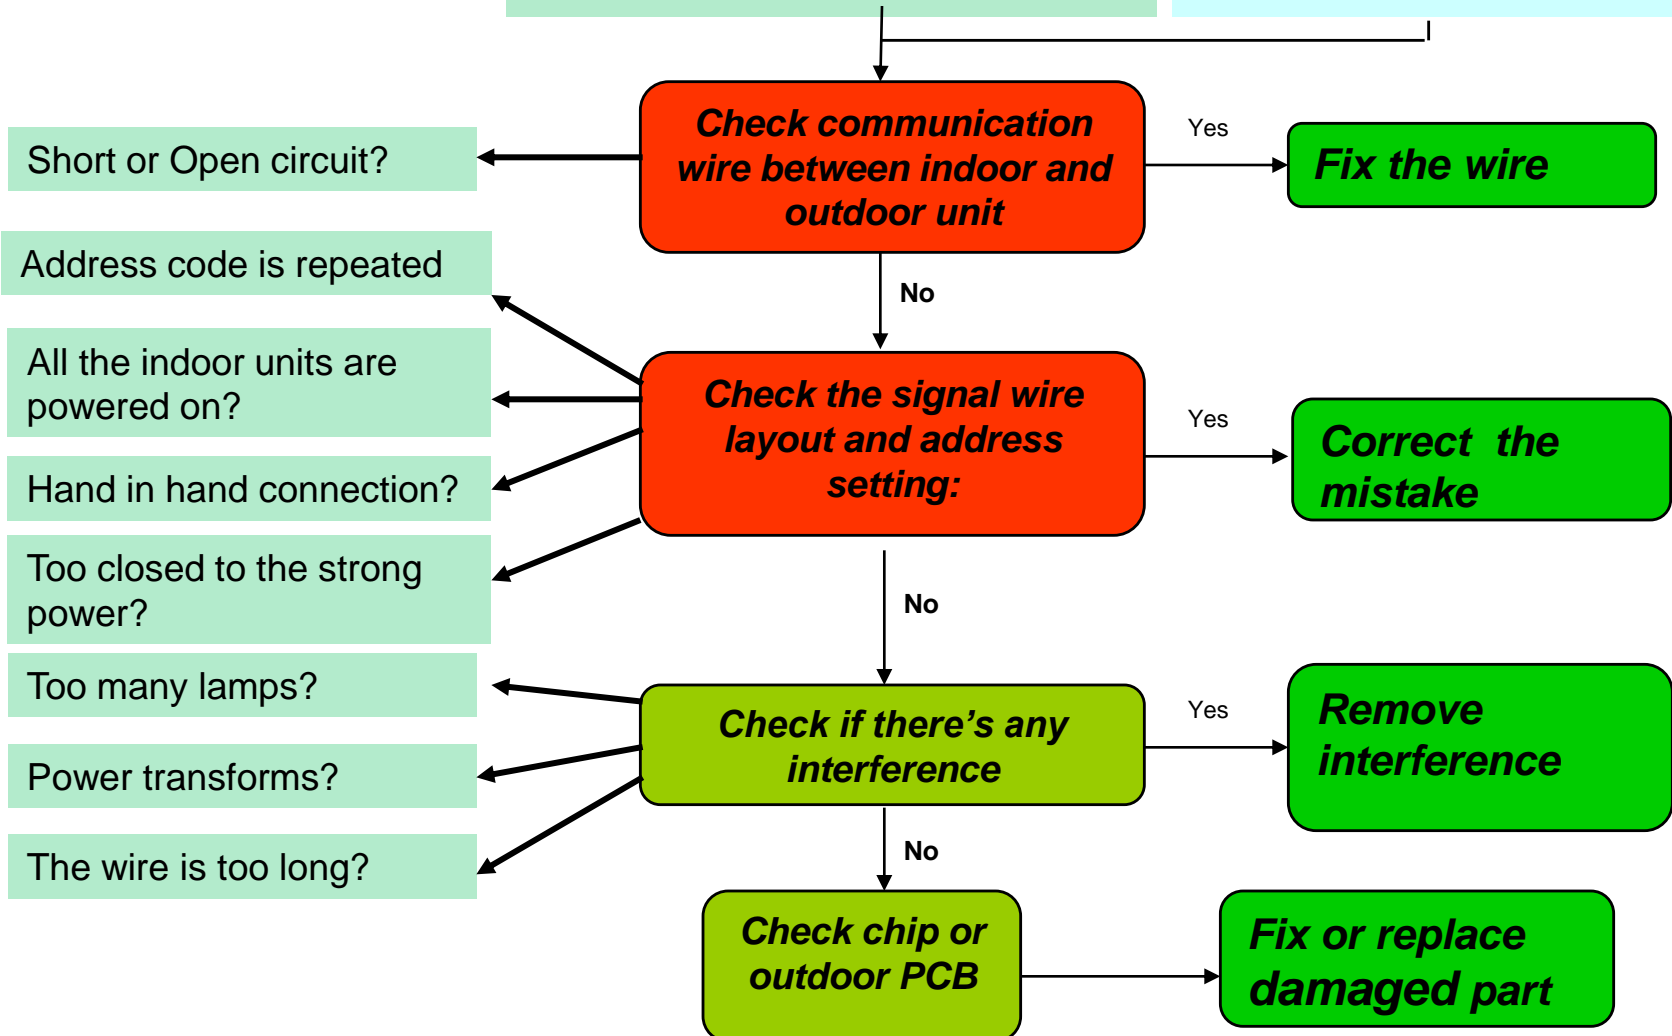 Check communication
wire between indoor and
outdoor unit
Yes
Fix the wire
Short or Open circuit?
Address code is repeated
No
All the indoor units are
powered on?
Check the signal wire
layout and address
setting:
Yes
Correct the
mistake
Hand in hand connection?
Too closed to the strong
power?
No
Too many lamps?
Check if there’s any
interference
Yes
Remove
interference
Power transforms?
The wire is too long?
No
Check chip or
outdoor PCB
Fix or replace
damaged part